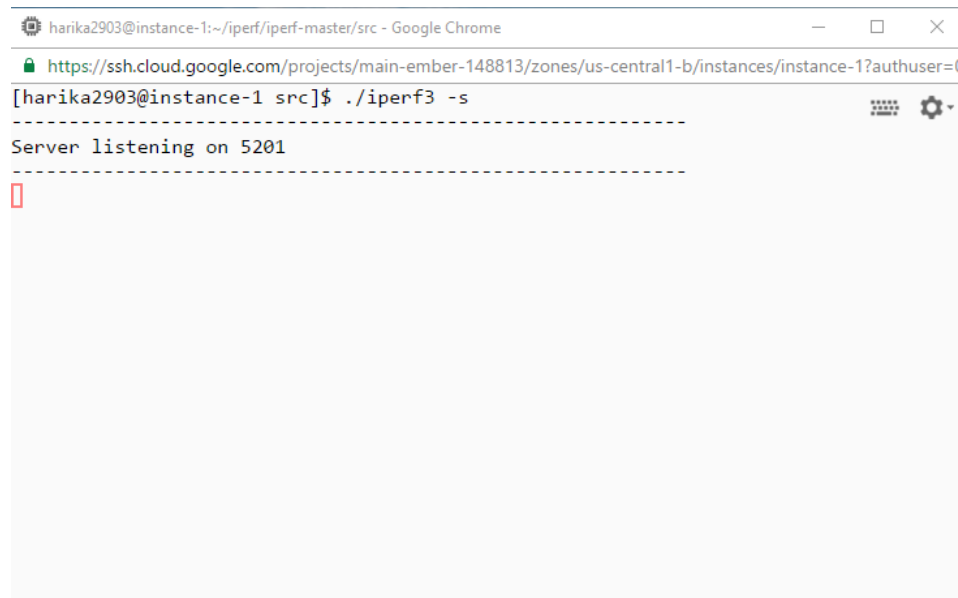 harika2903@instance-1:~/iperf/iperf-master/src - Google Chrome
https://ssh.cloud.google.com/projects/main-ember-148813/zones/us-central1-b/instances/instance-1?authuser=0
[harika2903@instance-1 src]$ ./iperf3 -s
-----------------------------------------------------------
Server listening on 5201
-----------------------------------------------------------